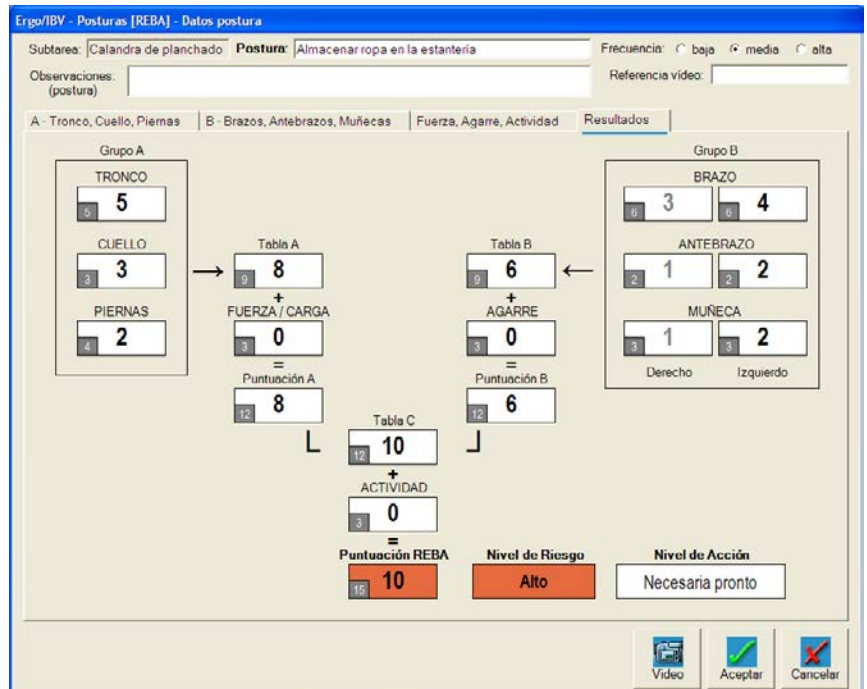 Ergo/IBV - Posturas [REBA] - Datos postura
Subtarea: Calandra de planchado Postura: Almacenar ropa en la estantería Frecuencia: baja media alta
Observaciones: (postura) Referencia vídeo:
A - Tronco, Cuello, Piernas B - Brazos, Antebrazos, Muñecas Fuerza, Agarre, Actividad Resultados
Grupo A
TRONCO
5 5
CUELLO
3 3
PIERNAS
4 2
Tabla A
9 8
+
FUERZA / CARGA
3 0
=
Puntuación A
12 8
Grupo B
BRAZO
6 3 6 4
ANTEBRAZO
2 1 2 2
MUÑECA
3 1 3 2
Derecho Izquierdo
Tabla B
9 6
+
AGARRE
3 0
=
Puntuación B
12 6
Tabla C
12 10
+
ACTIVIDAD
3 0
=
Puntuación REBA Nivel de Riesgo Nivel de Acción
15 10 Alto Necesaria pronto
Video Aceptar Cancelar